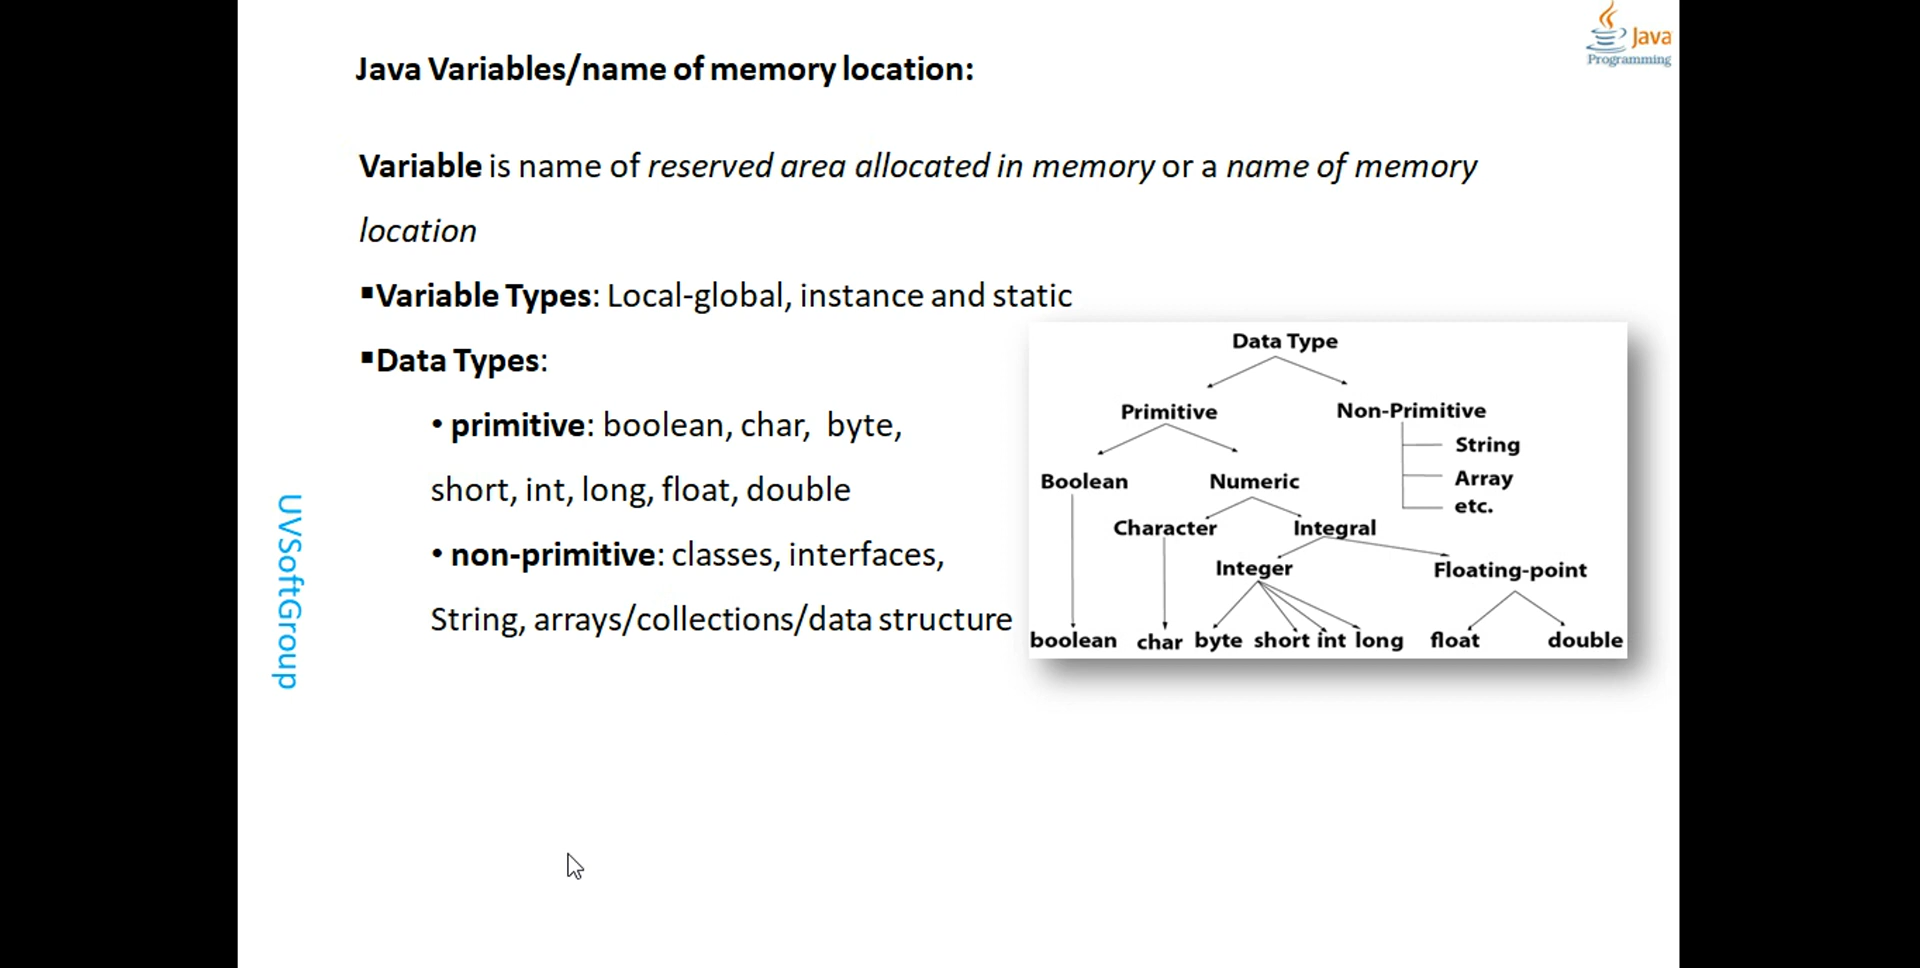 Java
Programming
Java Variables/name of memory location:
Variable is name of reserved area allocated in memory or a name of memory
location
▪Variable Types: Local-global, instance and static
▪Data Types:
• primitive: boolean, char, byte,
short, int, long, float, double
• non-primitive: classes, interfaces,
String, arrays/collections/data structure
Data Type
Primitive Non-Primitive
String
Array
etc.
Boolean Numeric
Character Integral
Integer Floating-point
boolean char byte short int long float double
UVSoftGroup